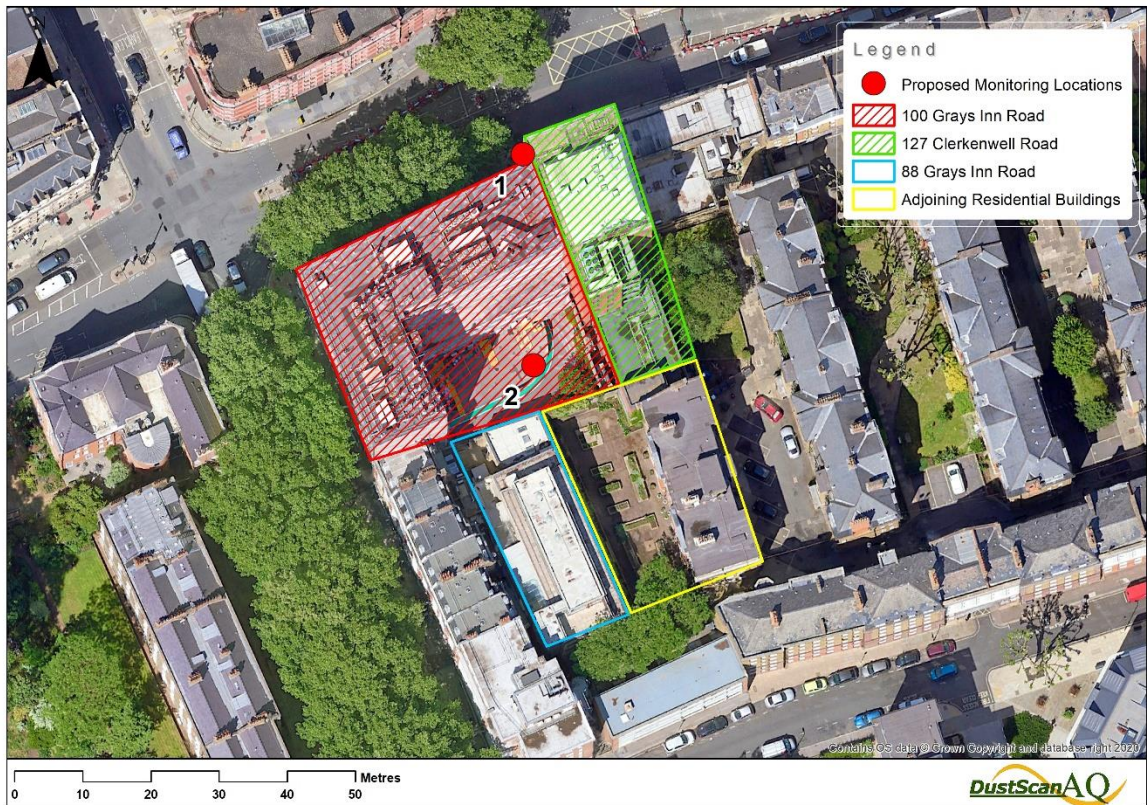 Legend
Proposed Monitoring Locations
100 Grays Inn Road
127 Clerkenwell Road
88 Grays Inn Road
Adjoining Residential Buildings
1
2
Contains OS data © Crown Copyright and database right 2020
0 10 20 30 40 50 Metres
DustScanAQ